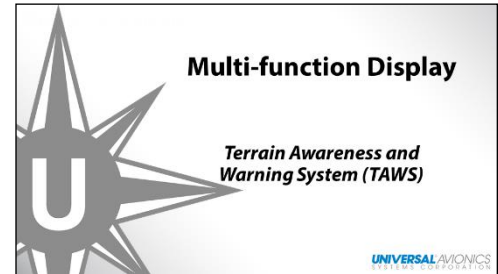 Multi-function Display
Terrain Awareness and
Warning System (TAWS)
U
UNIVERSAL AVIONICS
SYSTEMS CORPORATION